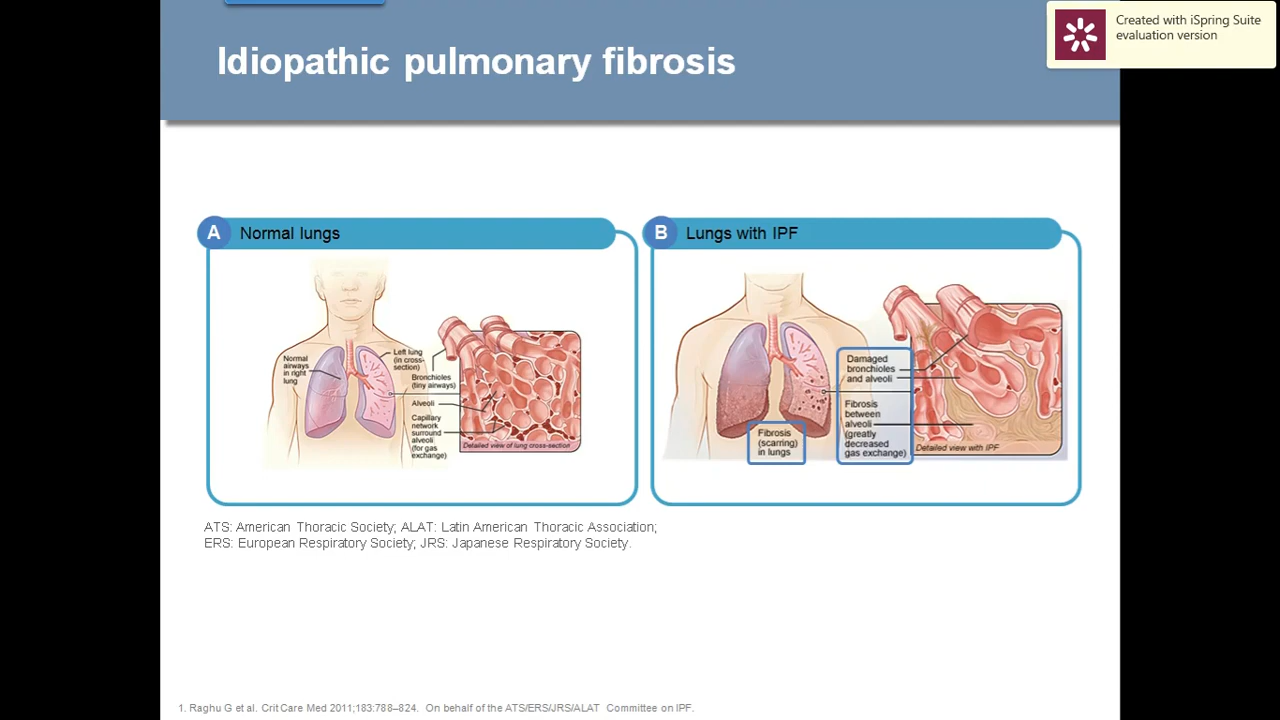 Idiopathic pulmonary fibrosis
Created with iSpring Suite
evaluation version
A
Normal lungs
Normal
airways
in right
lung
Left lung
(in cross-
section)
Bronchioles
(tiny airways)
Alveoli
Capillary
network
surround
alveoli
(for gas
exchange)
Detailed view of lung cross-section
B
Lungs with IPF
Fibrosis
(scarring)
in lungs
Damaged
bronchioles
and alveoli
Fibrosis
between
alveoli
(greatly
decreased
gas exchange)
Detailed view with IPF
ATS: American Thoracic Society; ALAT: Latin American Thoracic Association;
ERS: European Respiratory Society; JRS: Japanese Respiratory Society.
1. Raghu G et al. Crit Care Med 2011;183:788–824. On behalf of the ATS/ERS/JRS/ALAT Committee on IPF.